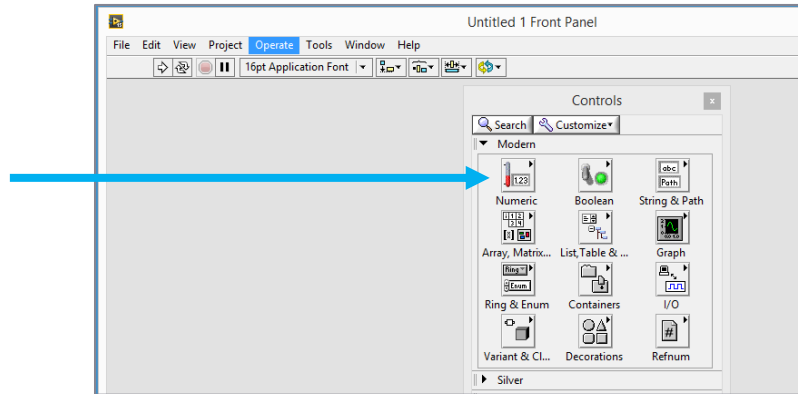 Untitled 1 Front Panel
File Edit View Project Operate Tools Window Help
16pt Application Font
Controls
x
Search Customize
Modern
1.23
abc
Path
Numeric Boolean String & Path
Array, Matrix... List, Table & ... Graph
Ring
Enum
Ring & Enum Containers I/O
#
Variant & Cl... Decorations Refnum
Silver